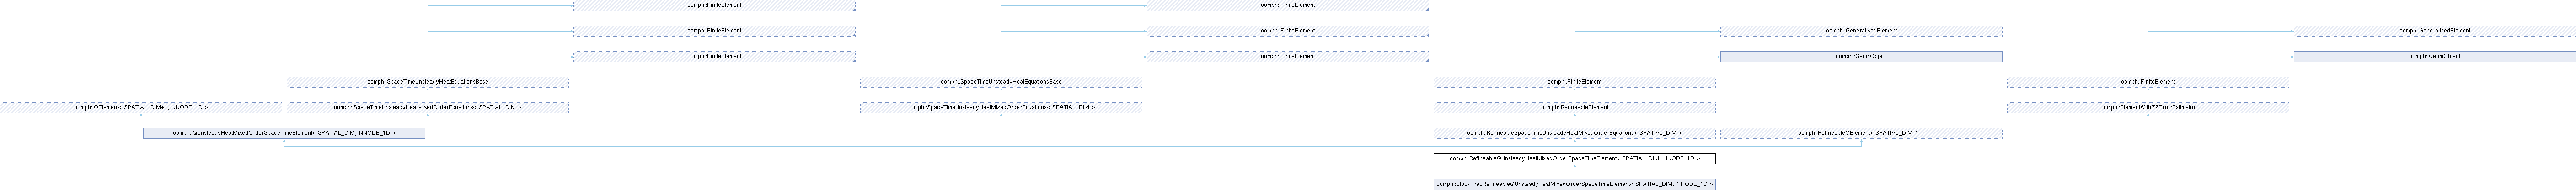 oomph::FiniteElement
oomph::FiniteElement
oomph::FiniteElement
oomph::FiniteElement
oomph::GeneralisedElement
oomph::GeneralisedElement
oomph::FiniteElement
oomph::FiniteElement
oomph::GeomObject
oomph::GeomObject
oomph::SpaceTimeUnsteadyHeatEquationsBase
oomph::SpaceTimeUnsteadyHeatEquationsBase
oomph::FiniteElement
oomph::FiniteElement
oomph::QElement< SPATIAL_DIM+1, NNODE_1D >
oomph::SpaceTimeUnsteadyHeatMixedOrderEquations< SPATIAL_DIM >
oomph::SpaceTimeUnsteadyHeatMixedOrderEquations< SPATIAL_DIM >
oomph::RefineableElement
oomph::ElementWithZ2ErrorEstimator
oomph::QUnsteadyHeatMixedOrderSpaceTimeElement< SPATIAL_DIM, NNODE_1D >
oomph::RefineableSpaceTimeUnsteadyHeatMixedOrderEquations< SPATIAL_DIM >
oomph::RefineableQElement< SPATIAL_DIM+1 >
oomph::RefineableQUnsteadyHeatMixedOrderSpaceTimeElement< SPATIAL_DIM, NNODE_1D >
oomph::BlockPrecRefineableQUnsteadyHeatMixedOrderSpaceTimeElement< SPATIAL_DIM, NNODE_1D >